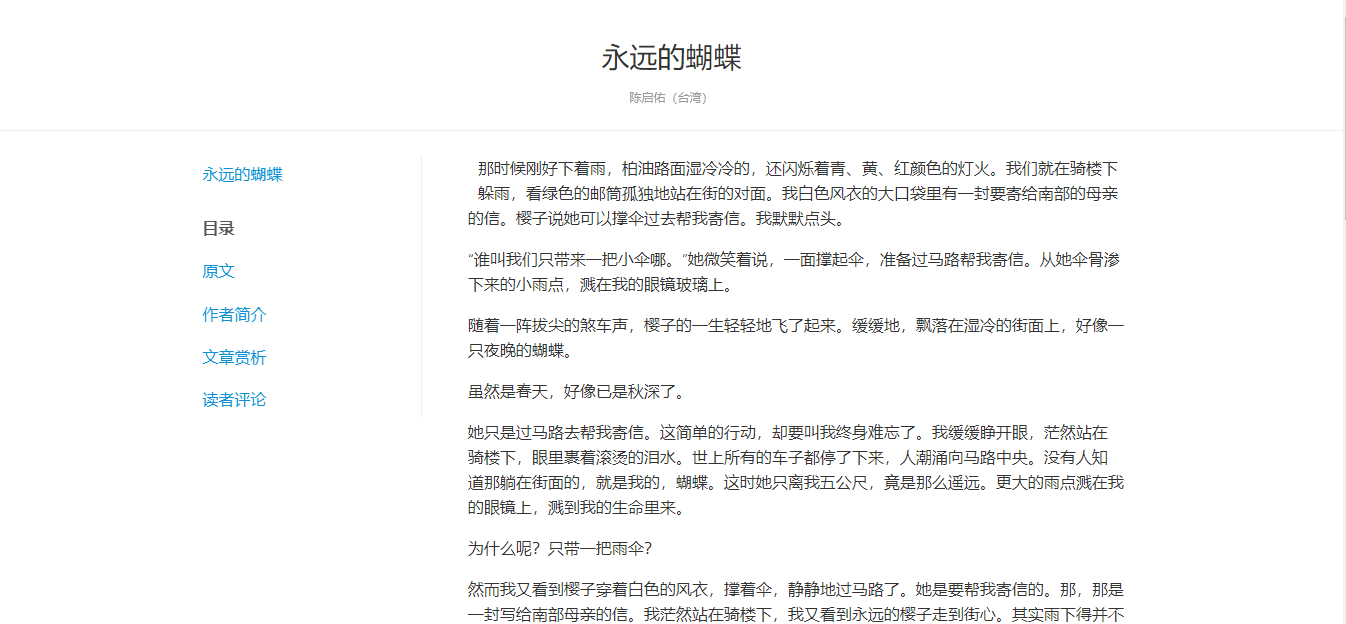 永远的蝴蝶
陈启佑（台湾）
永远的蝴蝶
目录
原文
作者简介
文章赏析
读者评论
那时候刚好下着雨，柏油路面湿冷冷的，还闪烁着青、黄、红颜色的灯火。我们就在骑楼下
躲雨，看绿色的邮筒孤独地站在街的对面。我白色风衣的大口袋里有一封要寄给南部的母亲
的信。樱子说她可以撑伞过去帮我寄信。我默默点头。
“谁叫我们只带来一把小伞哪。”她微笑着说，一面撑起伞，准备过马路帮我寄信。从她伞骨渗
下来的小雨点，溅在我的眼镜玻璃上。
随着一阵拔尖的煞车声，樱子的一生轻轻地飞了起来。缓缓地，飘落在湿冷的街面上，好像一
只夜晚的蝴蝶。
虽然是春天，好像已是秋深了。
她只是过马路去帮我寄信。这简单的行动，却要叫我终身难忘了。我缓缓睁开眼，茫然站在
骑楼下，眼里裹着滚烫的泪水。世上所有的车子都停了下来，人潮涌向马路中央。没有人知
道那躺在街面的，就是我的，蝴蝶。这时她只离我五公尺，竟是那么遥远。更大的雨点溅在我
的眼镜上，溅到我的生命里来。
为什么呢？只带一把雨伞？
然而我又看到樱子穿着白色的风衣，撑着伞，静静地过马路了。她是要帮我寄信的。那，那是
一封写给南部母亲的信。我茫然站在骑楼下，我又看到永远的樱子走到街心。其实雨下得并不